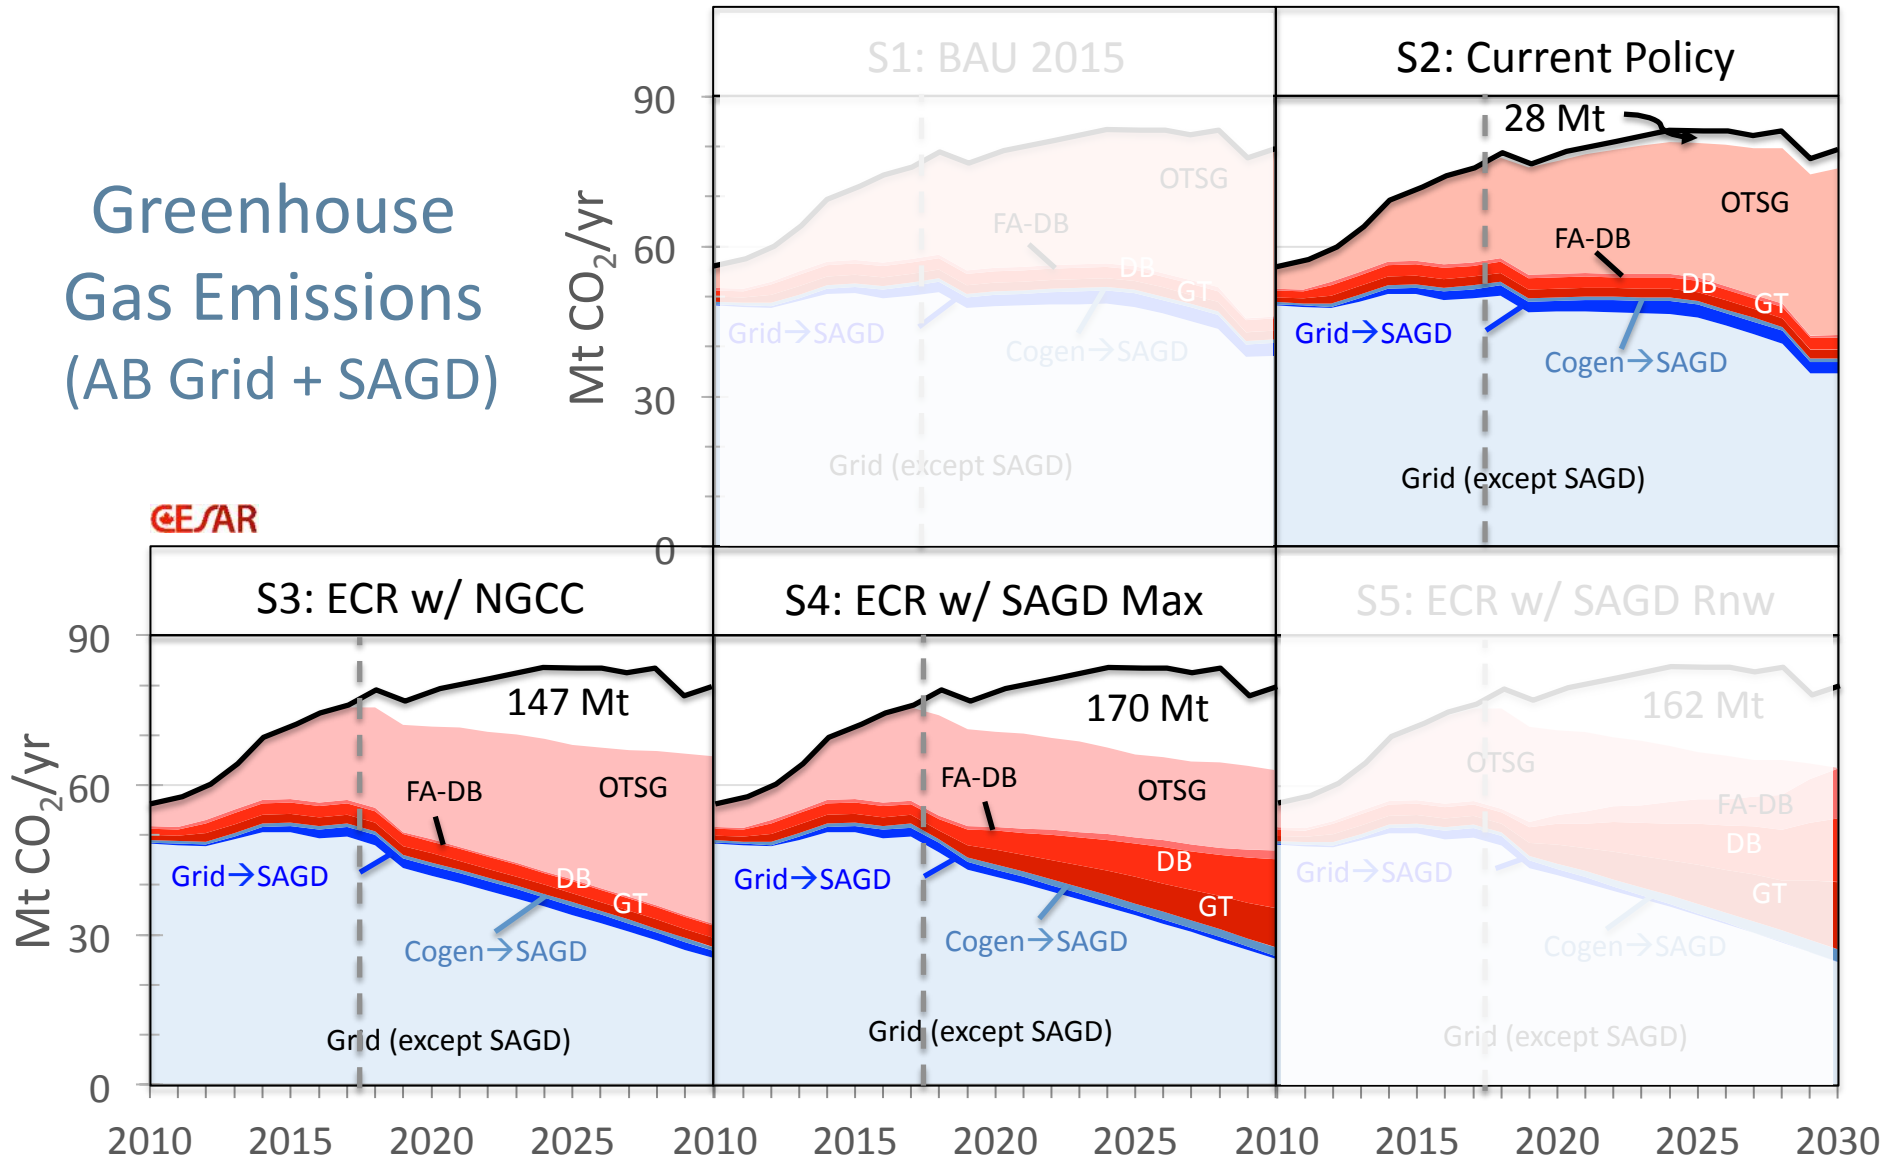 S1: BAU 2015
S2: Current Policy
Greenhouse
Gas Emissions
(AB Grid + SAGD)
Mt CO2/yr
90
60
30
0
OTSG
FA-DB
DB
GT
Grid→SAGD
Cogen→SAGD
Grid (except SAGD)
28 Mt
OTSG
FA-DB
DB
GT
Grid→SAGD
Cogen→SAGD
Grid (except SAGD)
CESAR
S3: ECR w/ NGCC
S4: ECR w/ SAGD Max
S5: ECR w/ SAGD Rnw
Mt CO2/yr
90
60
30
0
147 Mt
FA-DB
OTSG
Grid→SAGD
DB
GT
Cogen→SAGD
Grid (except SAGD)
170 Mt
FA-DB
OTSG
DB
Grid→SAGD
GT
Cogen→SAGD
Grid (except SAGD)
162 Mt
OTSG
FA-DB
DB
Grid→SAGD
GT
Cogen→SAGD
Grid (except SAGD)
2010 2015 2020 2025 2010 2015 2020 2025 2010 2015 2020 2025 2030